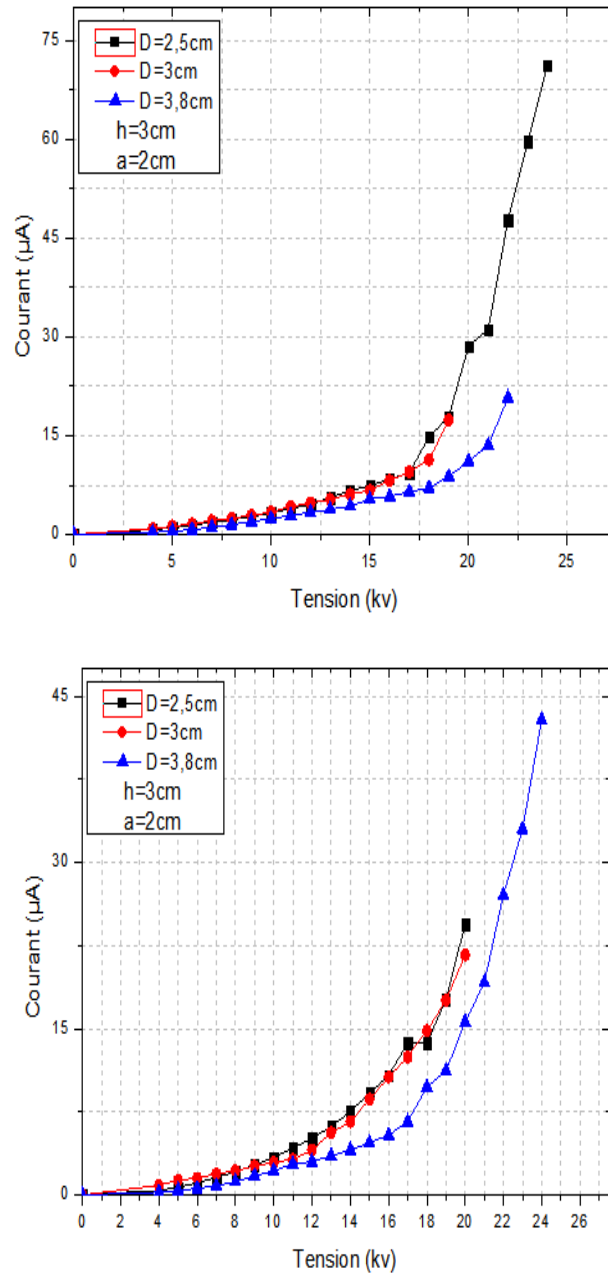 75
60
45
30
15
0
Courant (µA)
D=2,5cm
D=3cm
D=3,8cm
h=3cm
a=2cm
0 5 10 15 20 25
Tension (kv)
45
30
15
0
Courant (µA)
D=2,5cm
D=3cm
D=3,8cm
h=3cm
a=2cm
0 2 4 6 8 10 12 14 16 18 20 22 24 26
Tension (kv)